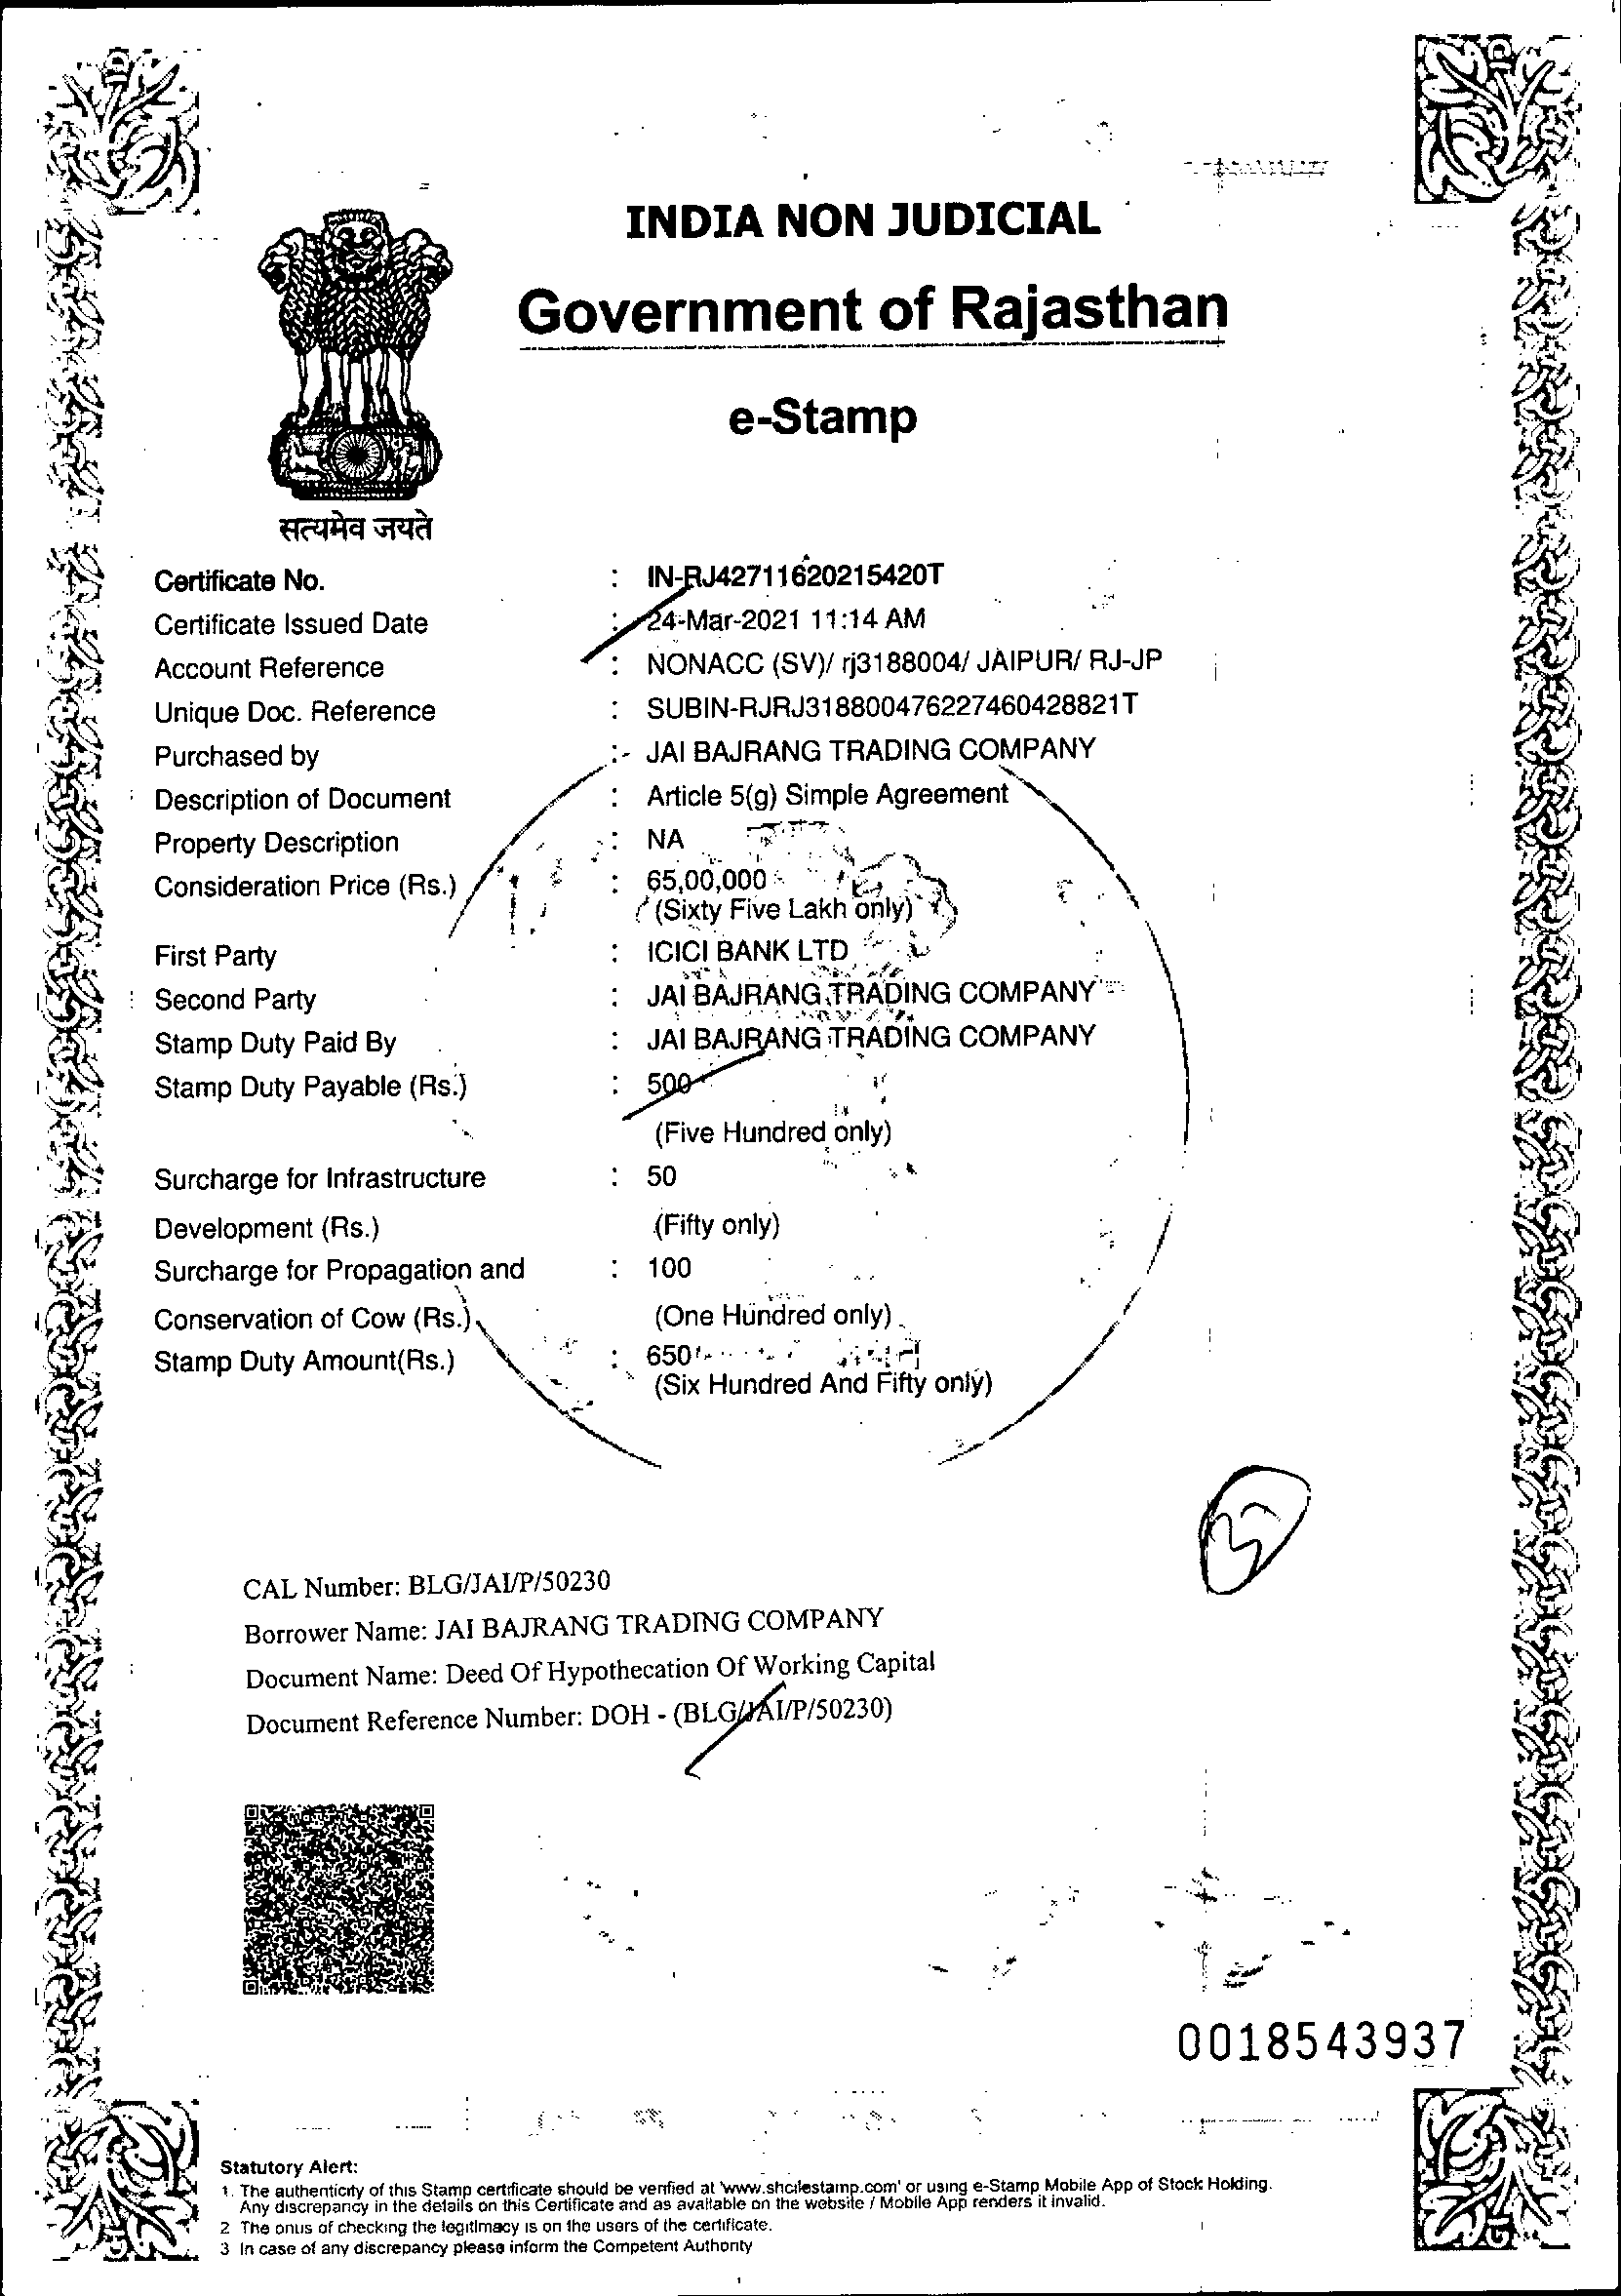 INDIA NON JUDICIAL
Government of Rajasthan
e-Stamp
सत्यमेव जयते
Certificate No. : IN-RJ42711620215420T
Certificate Issued Date : 24-Mar-2021 11:14 AM
Account Reference : NONACC (SV)/ rj3188004/ JAIPUR/ RJ-JP
Unique Doc. Reference : SUBIN-RJRJ318800476227460428821T
Purchased by : JAI BAJRANG TRADING COMPANY
Description of Document : Article 5(g) Simple Agreement
Property Description : NA
Consideration Price (Rs.) : 65,00,000
(Sixty Five Lakh only)
First Party : ICICI BANK LTD
Second Party : JAI BAJRANG TRADING COMPANY
Stamp Duty Paid By : JAI BAJRANG TRADING COMPANY
Stamp Duty Payable (Rs.) : 500
(Five Hundred only)
Surcharge for Infrastructure : 50
Development (Rs.) (Fifty only)
Surcharge for Propagation and : 100
Conservation of Cow (Rs.) (One Hundred only)
Stamp Duty Amount(Rs.) : 650
(Six Hundred And Fifty only)
CAL Number: BLG/JAI/P/50230
Borrower Name: JAI BAJRANG TRADING COMPANY
Document Name: Deed Of Hypothecation Of Working Capital
Document Reference Number: DOH - (BLG/JAI/P/50230)
0018543937
Statutory Alert:
1. The authenticity of this Stamp certificate should be verified at 'www.shcilestamp.com' or using e-Stamp Mobile App of Stock Holding.
Any discrepancy in the details on this Certificate and as available on the website / Mobile App renders it invalid.
2 The onus of checking the legitimacy is on the users of the certificate.
3 In case of any discrepancy please inform the Competent Authority